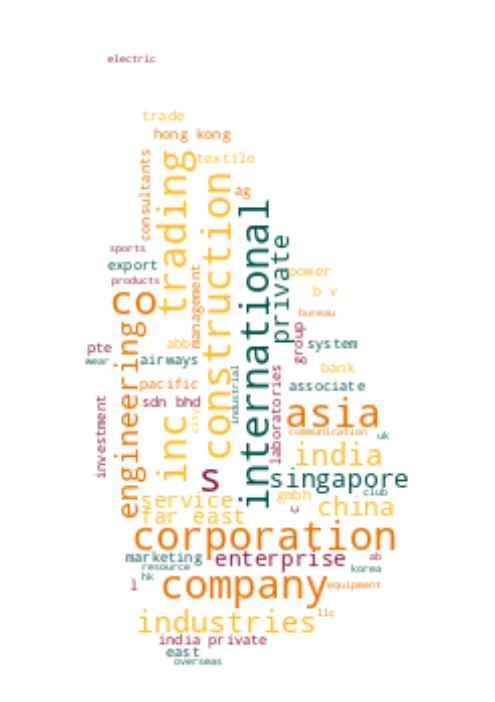 electric
trade
hong kong
consultants
trading
textile
construction
ag
international
sports
export
products
management
private
power
b v
bureau
co
engineering
pte
wear
abb
airways
group
system
bank
pacific
associate
sdn bhd
city
industrial
laboratories
investment
inc
asia
communication
uk
india
s
singapore
service
gmbh
club
far east
c
china
corporation
marketing
enterprise
ab
resource
korea
hk
l
company
equipment
industries
llc
india private
east
overseas